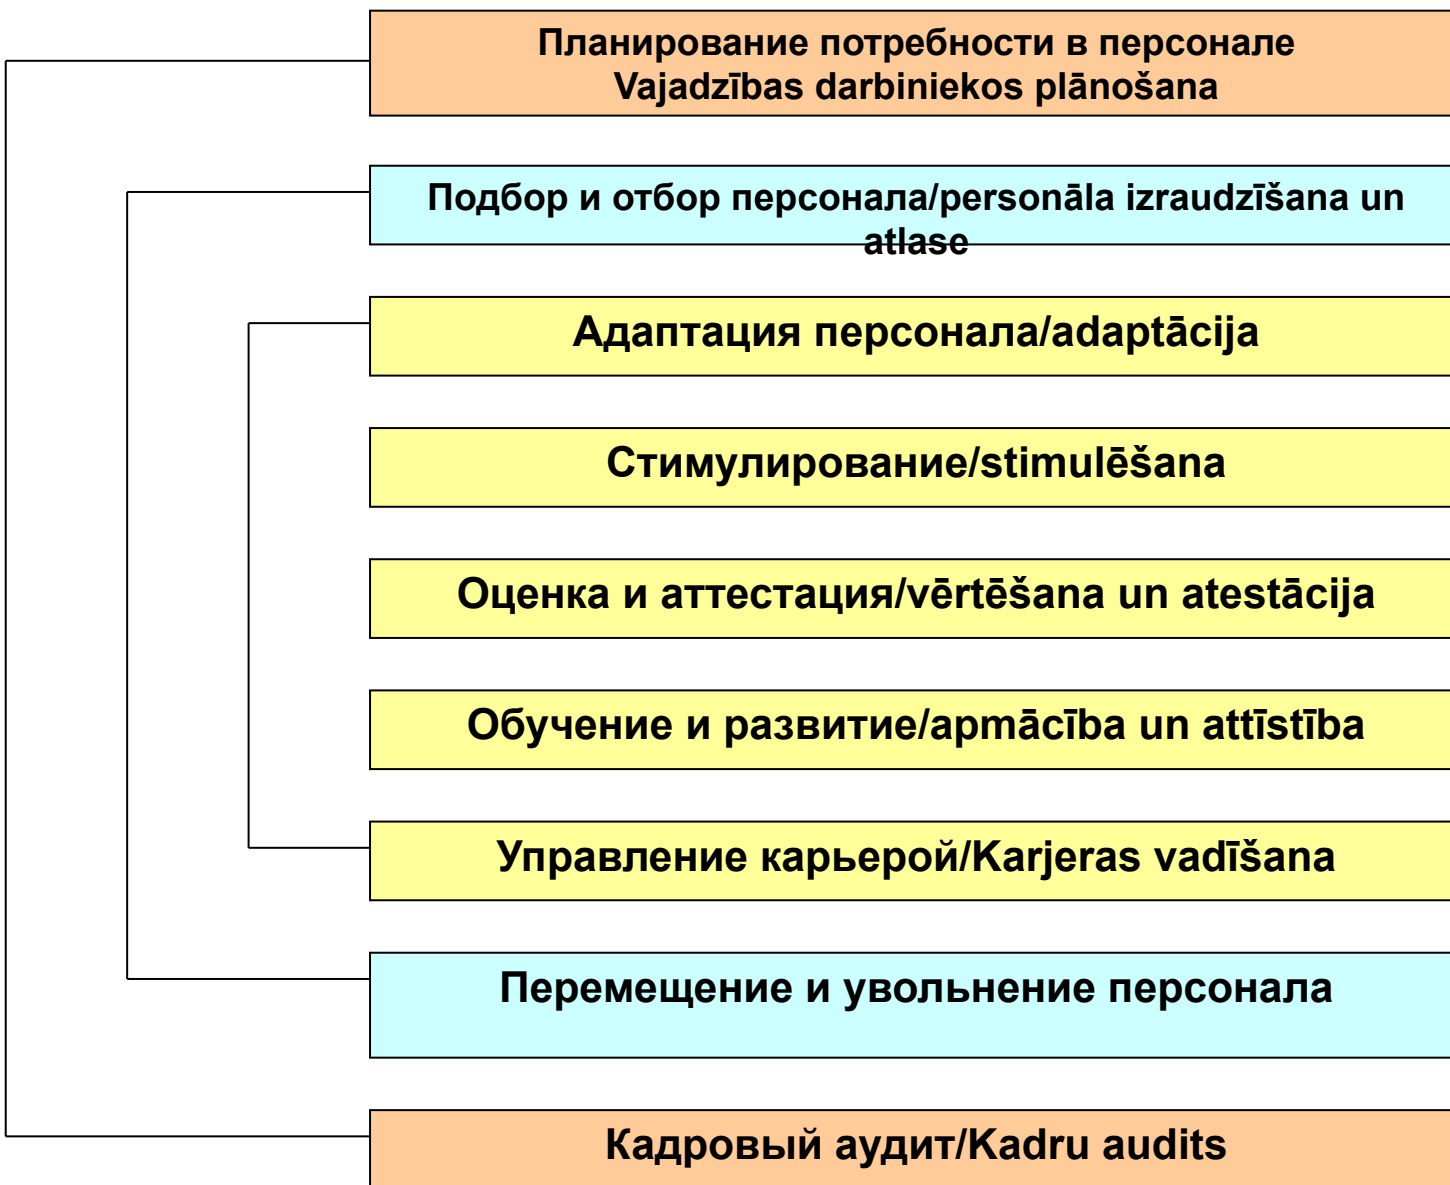 Планирование потребности в персонале
Vajadzības darbiniekos plānošana
Подбор и отбор персонала/personāla izraudzīšana un
atlase
Адаптация персонала/adaptācija
Стимулирование/stimulēšana
Оценка и аттестация/vērtēšana un atestācija
Обучение и развитие/apmācība un attīstība
Управление карьерой/Karjeras vadīšana
Перемещение и увольнение персонала
Кадровый аудит/Kadru audits